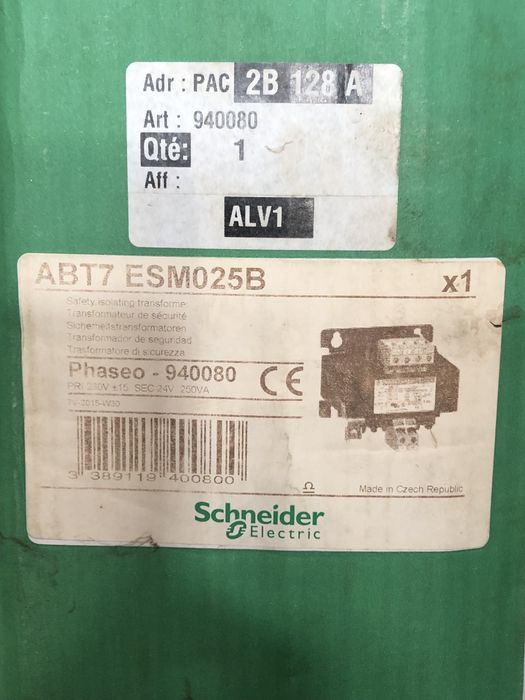 Adr : PAC 2B 128 A
Art : 940080
Qté: 1
Aff :
ALV1
ABT7 ESM025B x1
Safety isolating transforme
Transformateur de sécurité
Sicherheitstransformatoren
Transformador de seguridad
Trasformatore di sicurezza
Phaseo - 940080 CE
PRI 230V ±15 SEC 24V 250VA
3 389119 400800
Made in Czech Republic
Schneider
Electric